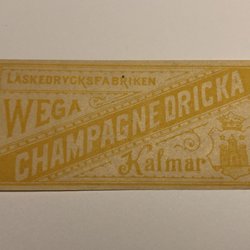 LÄSKEDRYCKSFABRIKEN
WEGA
CHAMPAGNEDRICKA
Kalmar